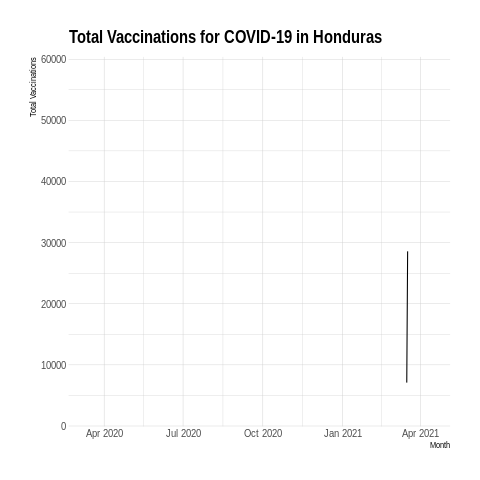 Total Vaccinations for COVID-19 in Honduras
Total Vaccinations
60000
50000
40000
30000
20000
10000
0
Apr 2020 Jul 2020 Oct 2020 Jan 2021 Apr 2021
Month